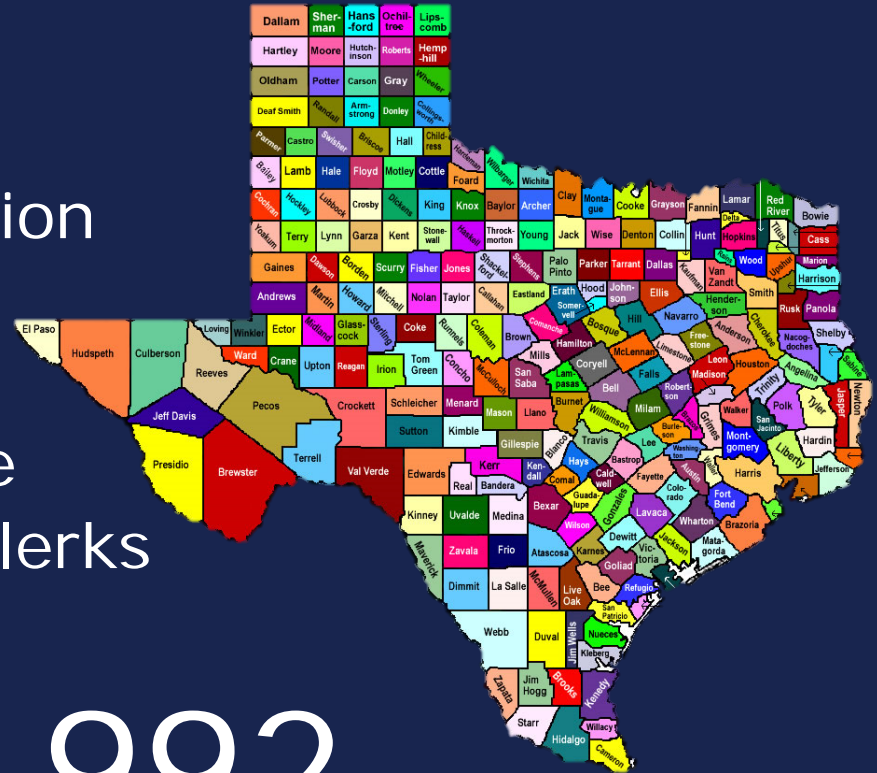 Dallam Sher-man Hans-ford Ochil-tree Lips-comb
Hartley Moore Hutch-inson Roberts Hemp-hill
Oldham Potter Carson Gray Wheeler
Deaf Smith Randall Arm-strong Donley Collings-worth
Parmer Castro Swisher Briscoe Hall Child-ress
Bailey Lamb Hale Floyd Motley Cottle Hardeman Foard Wilbarger Wichita Clay Monta-gue Cooke Grayson Fannin Lamar Red River Bowie
tion
Cochran Hockley Lubbock Crosby Dickens King Knox Baylor Archer Delta Titus
Yoakum Terry Lynn Garza Kent Stone-wall Haskell Throck-morton Young Jack Wise Denton Collin Hunt Hopkins Cass
Gaines Dawson Borden Scurry Fisher Jones Shackel-ford Stephens Palo Pinto Parker Tarrant Dallas Kaufman Rains Van Zandt Wood Upshur Marion Harrison
Andrews Martin Howard Mitchell Nolan Taylor Callahan Eastland Erath Somer-vell Hood John-son Ellis Hender-son Smith Rusk Panola
El Paso Hudspeth Culberson Loving Winkler Ector Midland Glass-cock Sterling Coke Runnels Coleman Brown Comanche Hamilton Bosque Hill Navarro Free-stone Anderson Cherokee Nacog-doches Shelby
Reeves Ward Crane Upton Reagan Irion Tom Green Concho McCulloch Mills San Saba Lam-pasas Coryell McLennan Limestone Falls Leon Madison Houston Angelina Sabine
Jeff Davis Pecos Crockett Schleicher Menard Mason Llano Burnet Bell Williamson Milam Robert-son Brazos Grimes Walker Trinity Polk San Jacinto Tyler Jasper Newton
Presidio Brewster Terrell Val Verde Sutton Kimble Gillespie Blanco Travis Lee Burle-son Washing-ton Mont-gomery Liberty Hardin
Edwards Real Kerr Bandera Ken-dall Comal Hays Cald-well Bastrop Fayette Austin Waller Harris Jefferson
e
Kinney Uvalde Medina Bexar Guada-lupe Gonzales Colo-rado Lavaca Fort Bend Wharton Brazoria
lerks
Maverick Zavala Frio Atascosa Wilson Karnes Dewitt Vic-toria Jackson Mata-gorda
Dimmit La Salle McMullen Live Oak Bee Goliad Refugio
Webb Duval Jim Wells San Patricio Nueces Kleberg
Zapata Jim Hogg Brooks Kenedy
Starr Hidalgo Willacy Cameron
992